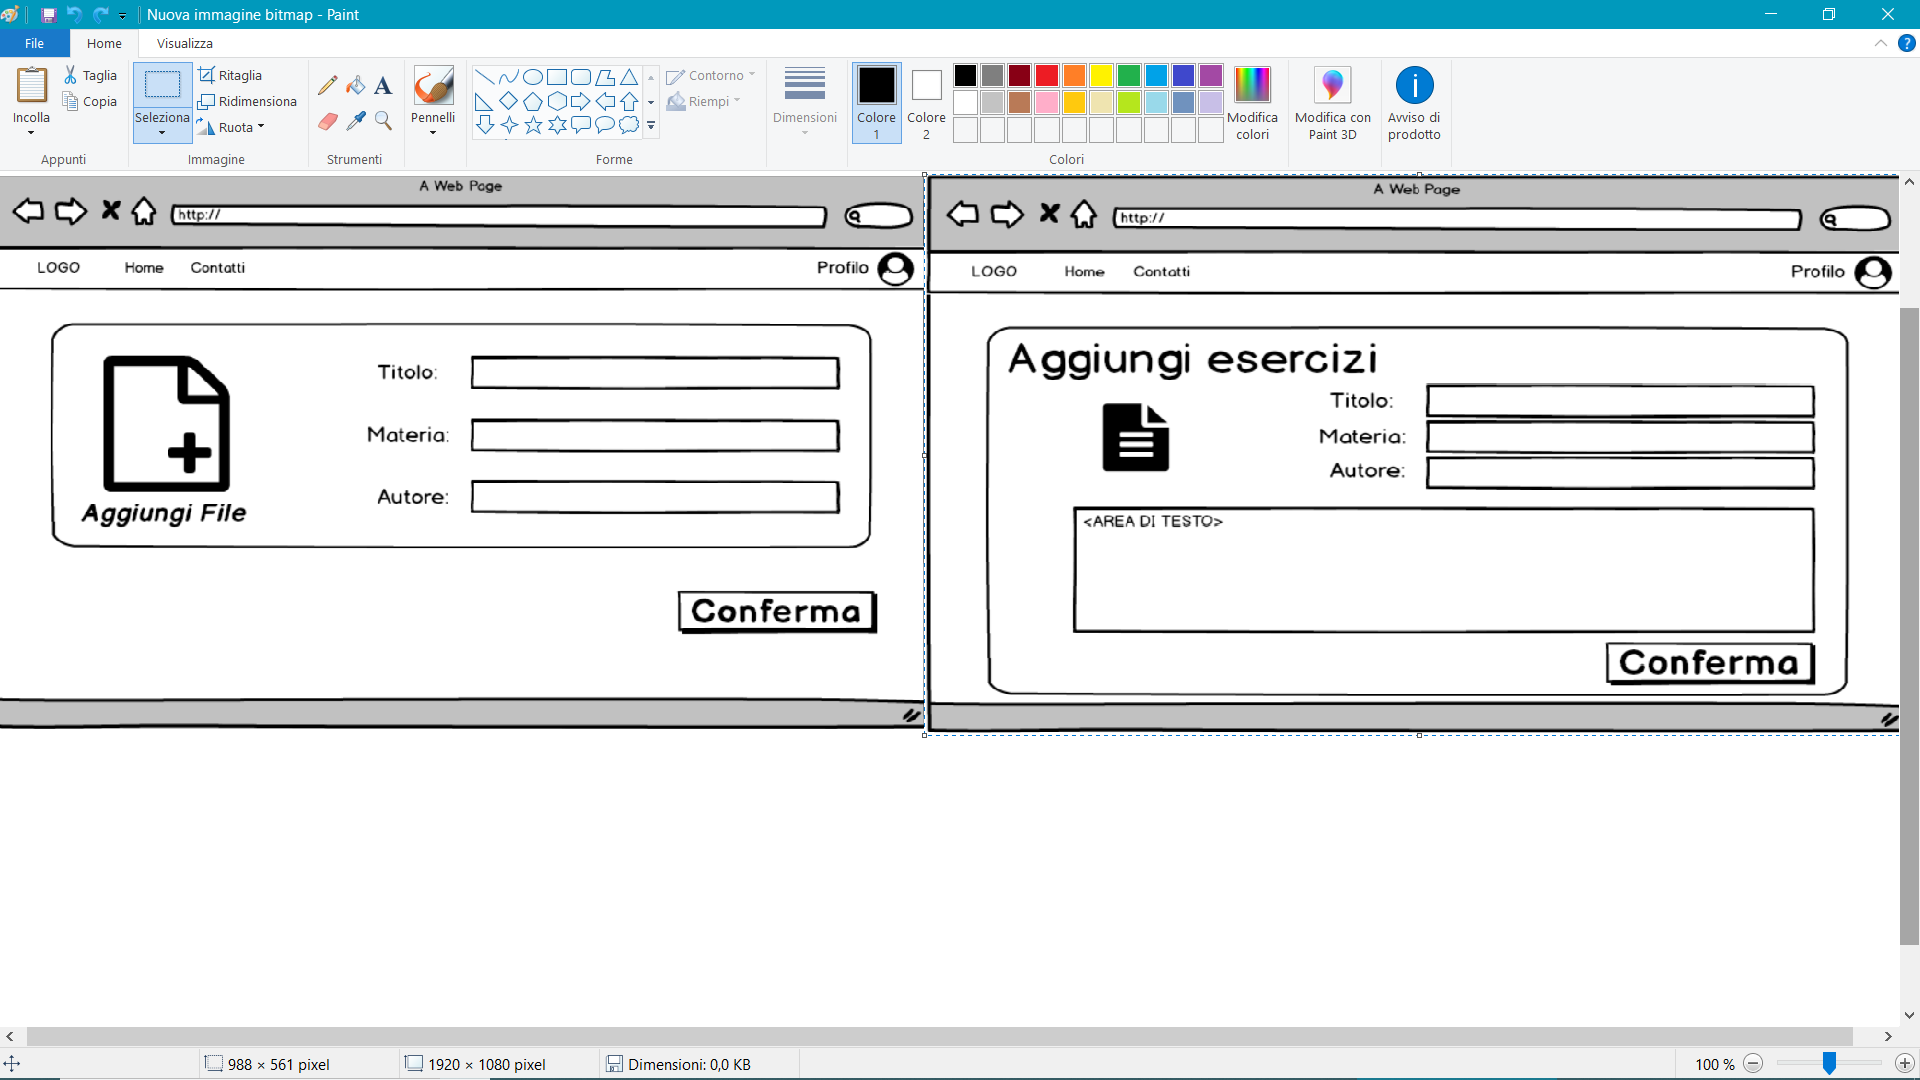 Nuova immagine bitmap - Paint
File Home Visualizza
Incolla
Taglia
Copia
Appunti
Seleziona
Ritaglia
Ridimensiona
Ruota
Immagine
A
Strumenti
Pennelli
Forme
Contorno
Riempi
Dimensioni
Colore
1
Colore
2
Modifica
colori
Colori
Modifica con
Paint 3D
Avviso di
prodotto
A Web Page
http://
LOGO Home Contatti Profilo
Aggiungi File
Titolo:
Materia:
Autore:
Conferma
A Web Page
http://
LOGO Home Contatti Profilo
Aggiungi esercizi
Titolo:
Materia:
Autore:
<AREA DI TESTO>
Conferma
988 × 561 pixel 1920 × 1080 pixel Dimensioni: 0,0 KB 100 %